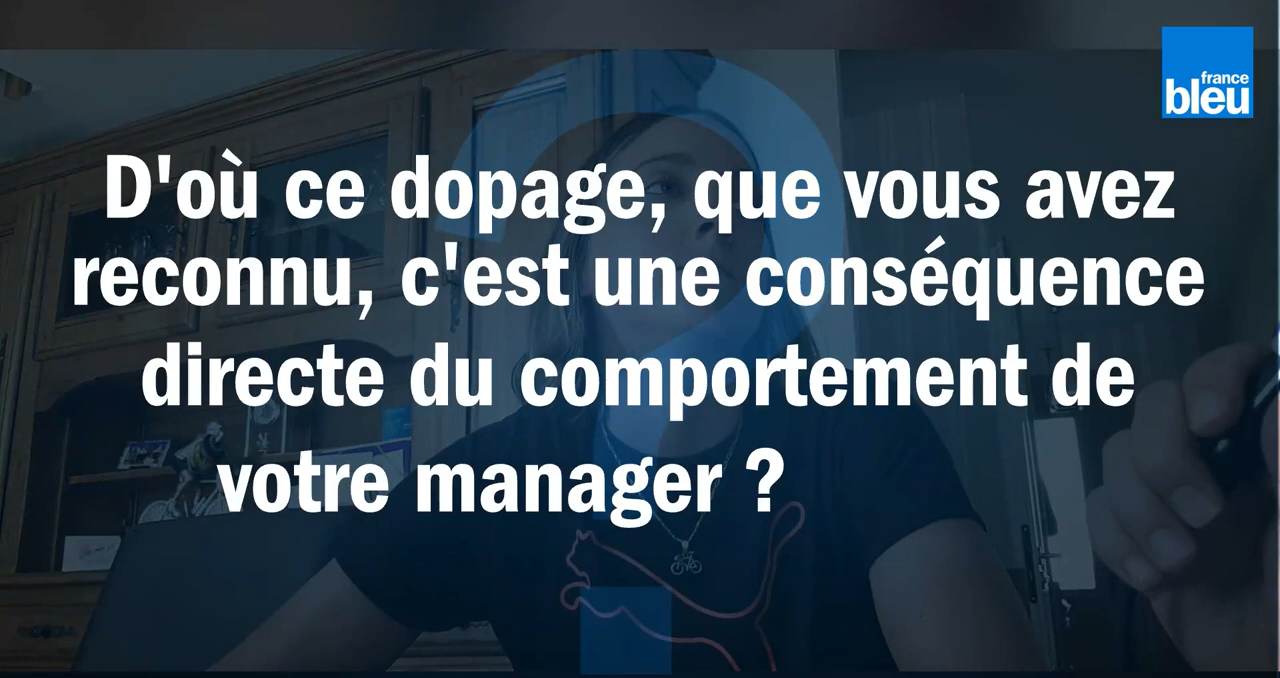 france
bleu
D'où ce dopage, que vous avez
reconnu, c'est une conséquence
directe du comportement de
votre manager ?